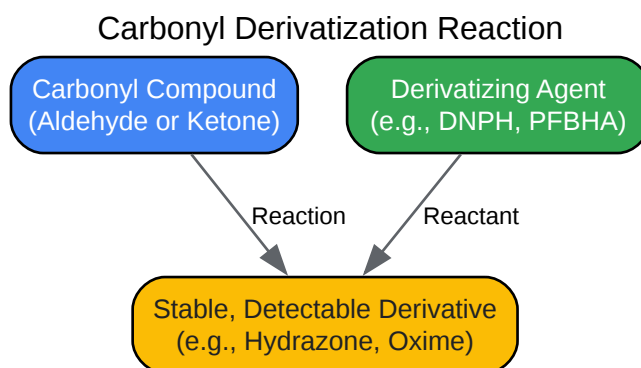 Carbonyl Derivatization Reaction
Carbonyl Compound
(Aldehyde or Ketone)
Derivatizing Agent
(e.g., DNPH, PFBHA)
Reaction
Reactant
Stable, Detectable Derivative
(e.g., Hydrazone, Oxime)